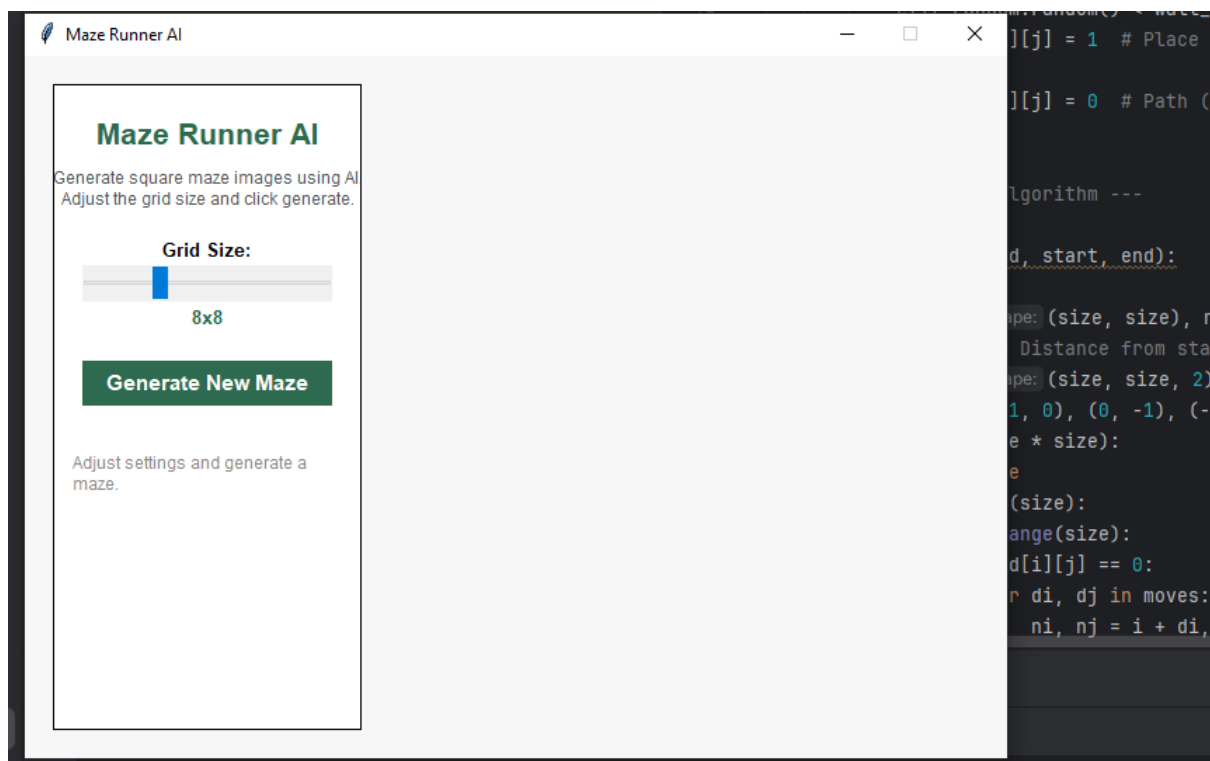 Maze Runner AI
Maze Runner AI
Generate square maze images using AI
Adjust the grid size and click generate.
Grid Size:
8x8
Generate New Maze
Adjust settings and generate a
maze.
][j] = 1 # Place
][j] = 0 # Path (
lgorithm ---
d, start, end):
ape: (size, size),
Distance from sta
ape: (size, size, 2)
1, 0), (0, -1), (-
e * size):
e
(size):
ange(size):
d[i][j] == 0:
r di, dj in moves:
ni, nj = i + di,